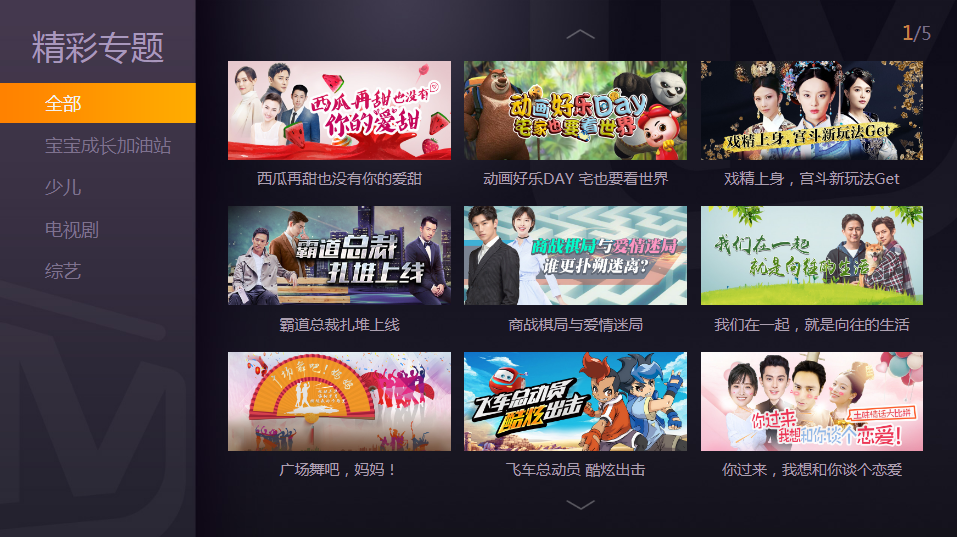 精彩专题
1/5
全部
宝宝成长加油站
少儿
电视剧
综艺
西瓜再甜也没有
你的爱甜
动画好乐Day
宅家也要看世界
戏精上身,宫斗新玩法Get
西瓜再甜也没有你的爱甜
动画好乐DAY 宅也要看世界
戏精上身，宫斗新玩法Get
霸道总裁
扎堆上线
商战棋局与爱情迷局
谁更扑朔迷离?
我们在一起
就是向往的生活
霸道总裁扎堆上线
商战棋局与爱情迷局
我们在一起，就是向往的生活
广场舞吧!妈妈
飞车总动员
酷炫出击
你过来
我想和你谈个恋爱!
广场舞吧，妈妈！
飞车总动员 酷炫出击
你过来，我想和你谈个恋爱